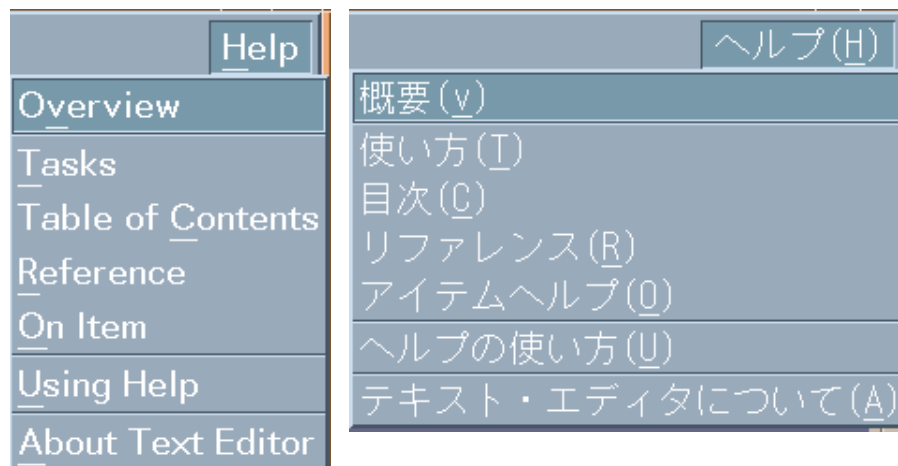 Help
Overview
Tasks
Table of Contents
Reference
On Item
Using Help
About Text Editor
ヘルプ(H)
概要(v)
使い方(T)
目次(C)
リファレンス(R)
アイテムヘルプ(O)
ヘルプの使い方(U)
テキスト・エディタについて(A)